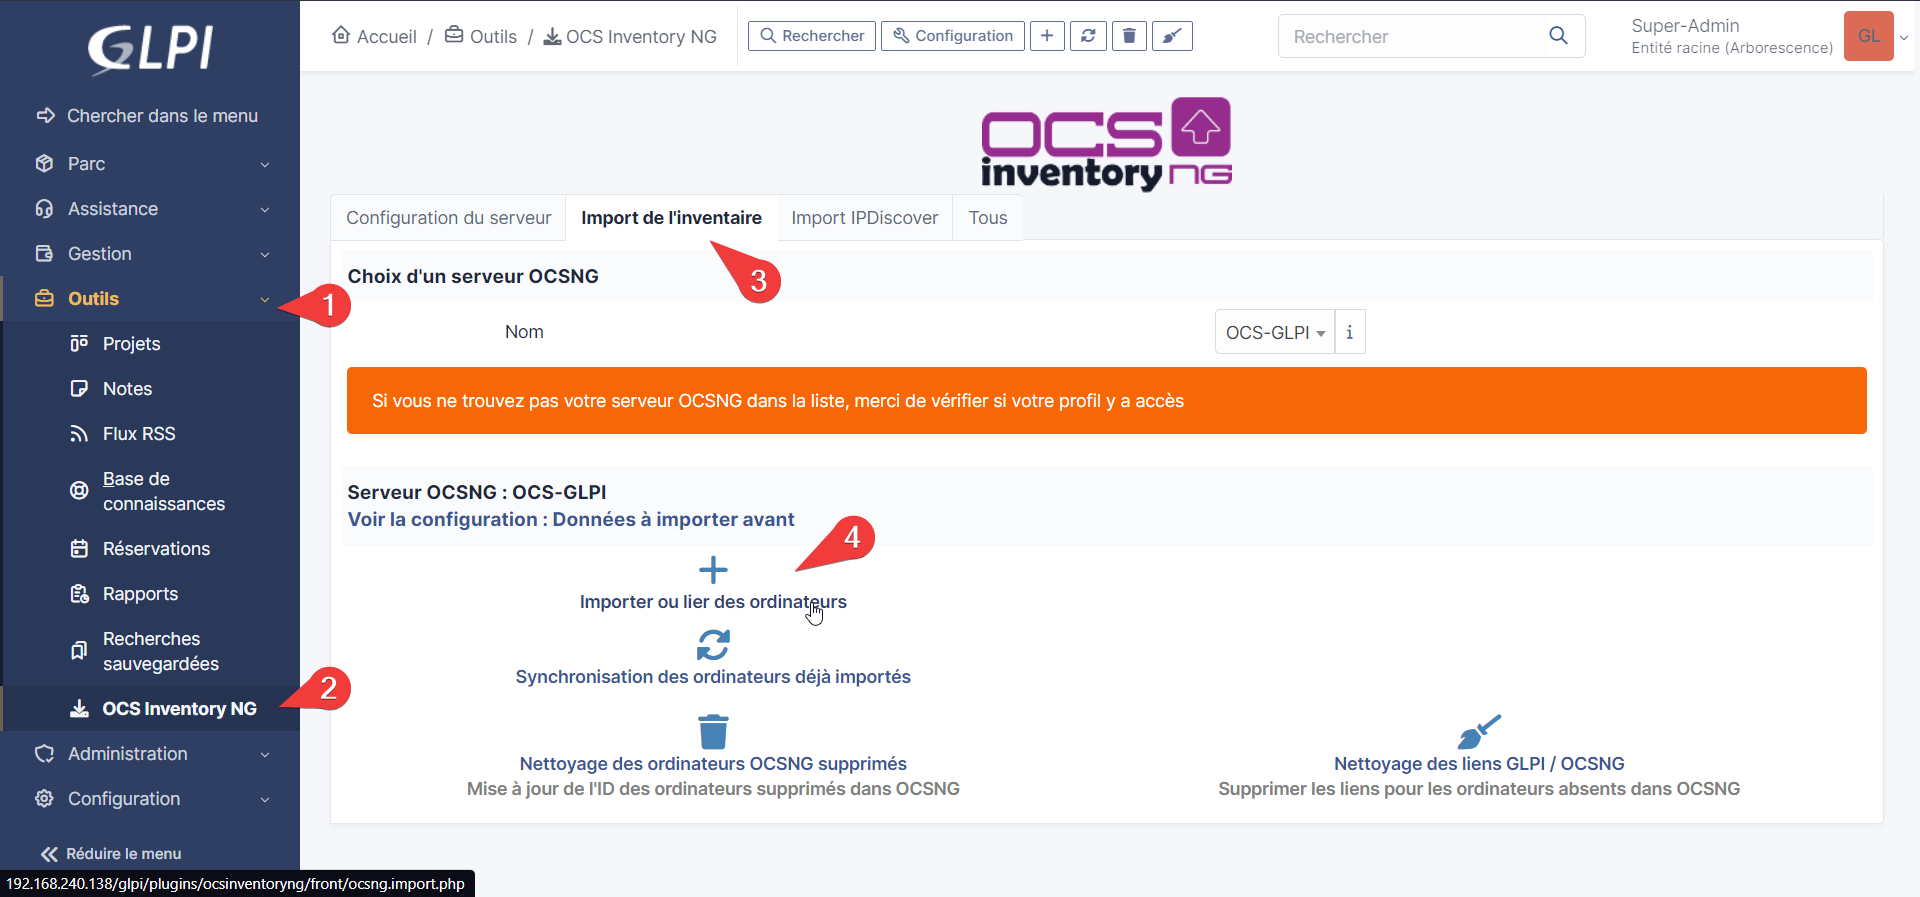 GLPI
Chercher dans le menu
Parc
Assistance
Gestion
Outils
Projets
Notes
Flux RSS
Base de
connaissances
Réservations
Rapports
Recherches
sauvegardées
OCS Inventory NG
Administration
Configuration
Réduire le menu
192.168.240.138/glpi/plugins/ocsinventoryng/front/ocsng.import.php
Accueil / Outils / OCS Inventory NG
Rechercher
Configuration
Rechercher
Super-Admin
Entité racine (Arborescence)
GL
OCS
inventory NG
Configuration du serveur
Import de l'inventaire
Import IPDiscover
Tous
Choix d'un serveur OCSNG
Nom
OCS-GLPI
i
Si vous ne trouvez pas votre serveur OCSNG dans la liste, merci de vérifier si votre profil y a accès
Serveur OCSNG : OCS-GLPI
Voir la configuration : Données à importer avant
Importer ou lier des ordinateurs
Synchronisation des ordinateurs déjà importés
Nettoyage des ordinateurs OCSNG supprimés
Mise à jour de l'ID des ordinateurs supprimés dans OCSNG
Nettoyage des liens GLPI / OCSNG
Supprimer les liens pour les ordinateurs absents dans OCSNG
1
2
3
4